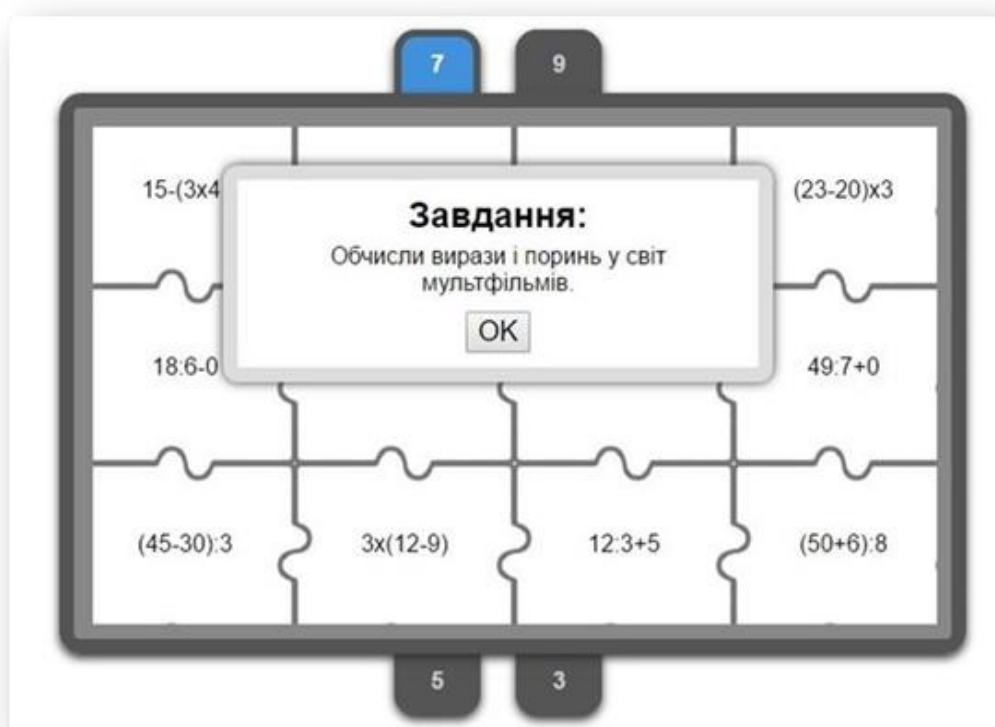 7 9
15-(3x4
(23-20)x3
Завдання:
Обчисли вирази і поринь у світ
мультфільмів.
OK
18:6-0
49:7+0
(45-30):3 3x(12-9) 12:3+5 (50+6):8
5 3